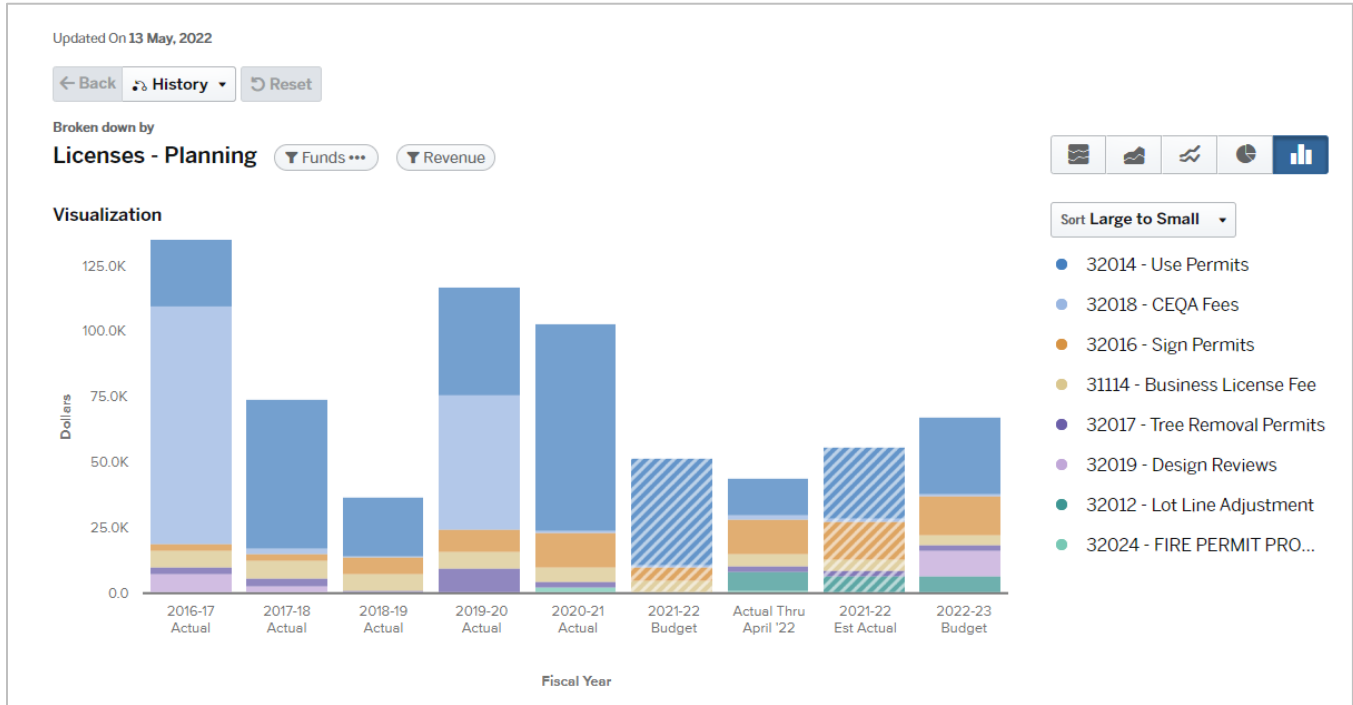 Updated On 13 May, 2022
Back
History
Reset
Broken down by
Licenses - Planning
Funds •••
Revenue
Visualization
Sort Large to Small
32014 - Use Permits
32018 - CEQA Fees
32016 - Sign Permits
31114 - Business License Fee
32017 - Tree Removal Permits
32019 - Design Reviews
32012 - Lot Line Adjustment
32024 - FIRE PERMIT PRO...
Dollars
125.0K
100.0K
75.0K
50.0K
25.0K
0.0
2016-17
Actual
2017-18
Actual
2018-19
Actual
2019-20
Actual
2020-21
Actual
2021-22
Budget
Actual Thru
April '22
2021-22
Est Actual
2022-23
Budget
Fiscal Year